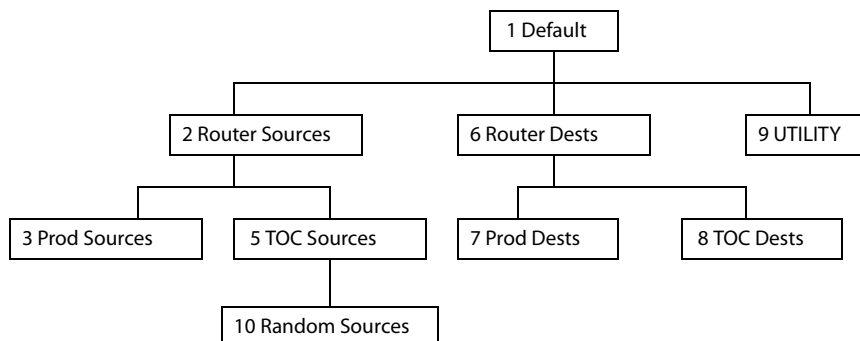 1 Default
2 Router Sources
6 Router Dests
9 UTILITY
3 Prod Sources
5 TOC Sources
7 Prod Dests
8 TOC Dests
10 Random Sources